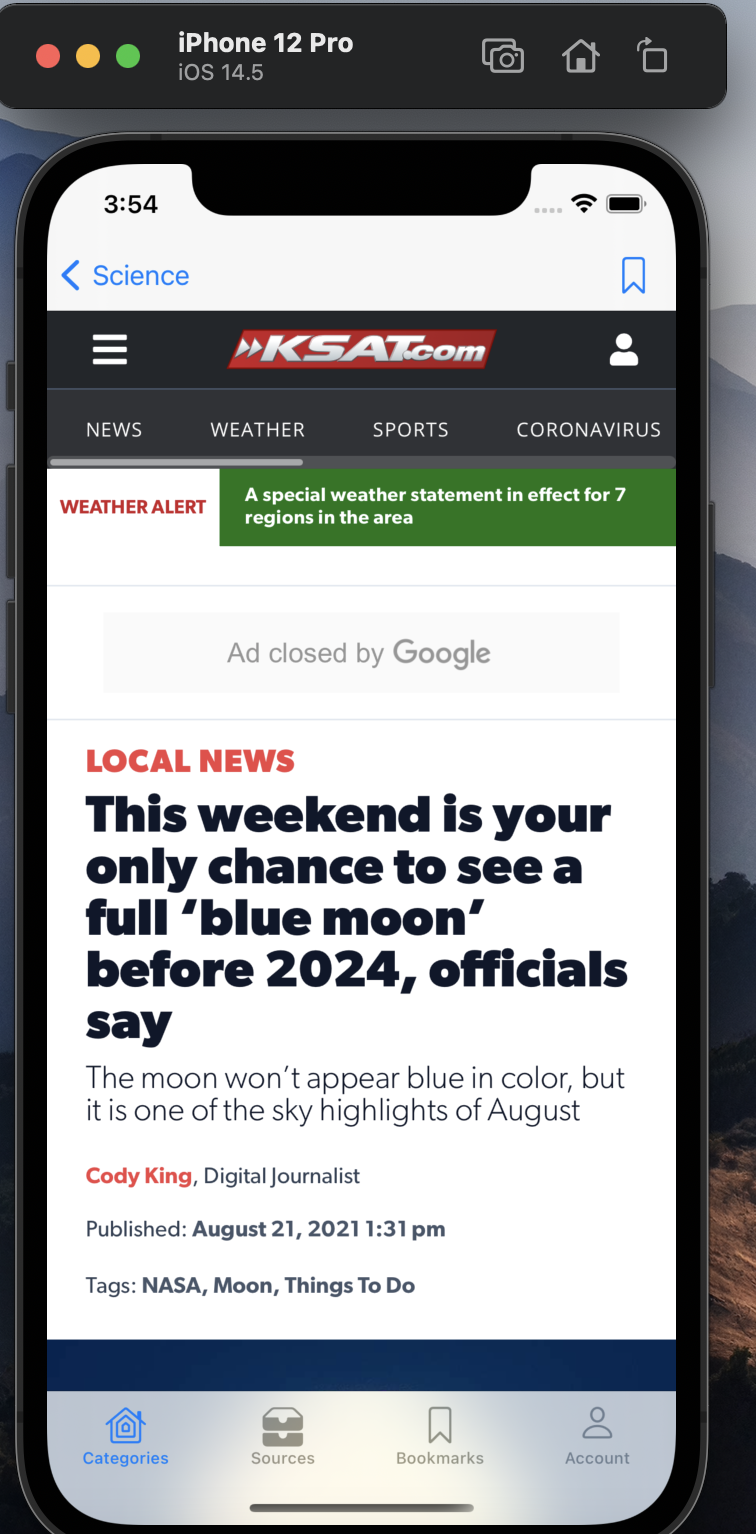 iPhone 12 Pro
iOS 14.5
3:54
Science
KSAT.com
NEWS WEATHER SPORTS CORONAVIRUS
WEATHER ALERT
A special weather statement in effect for 7
regions in the area
Ad closed by Google
LOCAL NEWS
This weekend is your
only chance to see a
full ‘blue moon’
before 2024, officials
say
The moon won’t appear blue in color, but
it is one of the sky highlights of August
Cody King, Digital Journalist
Published: August 21, 2021 1:31 pm
Tags: NASA, Moon, Things To Do
Categories Sources Bookmarks Account